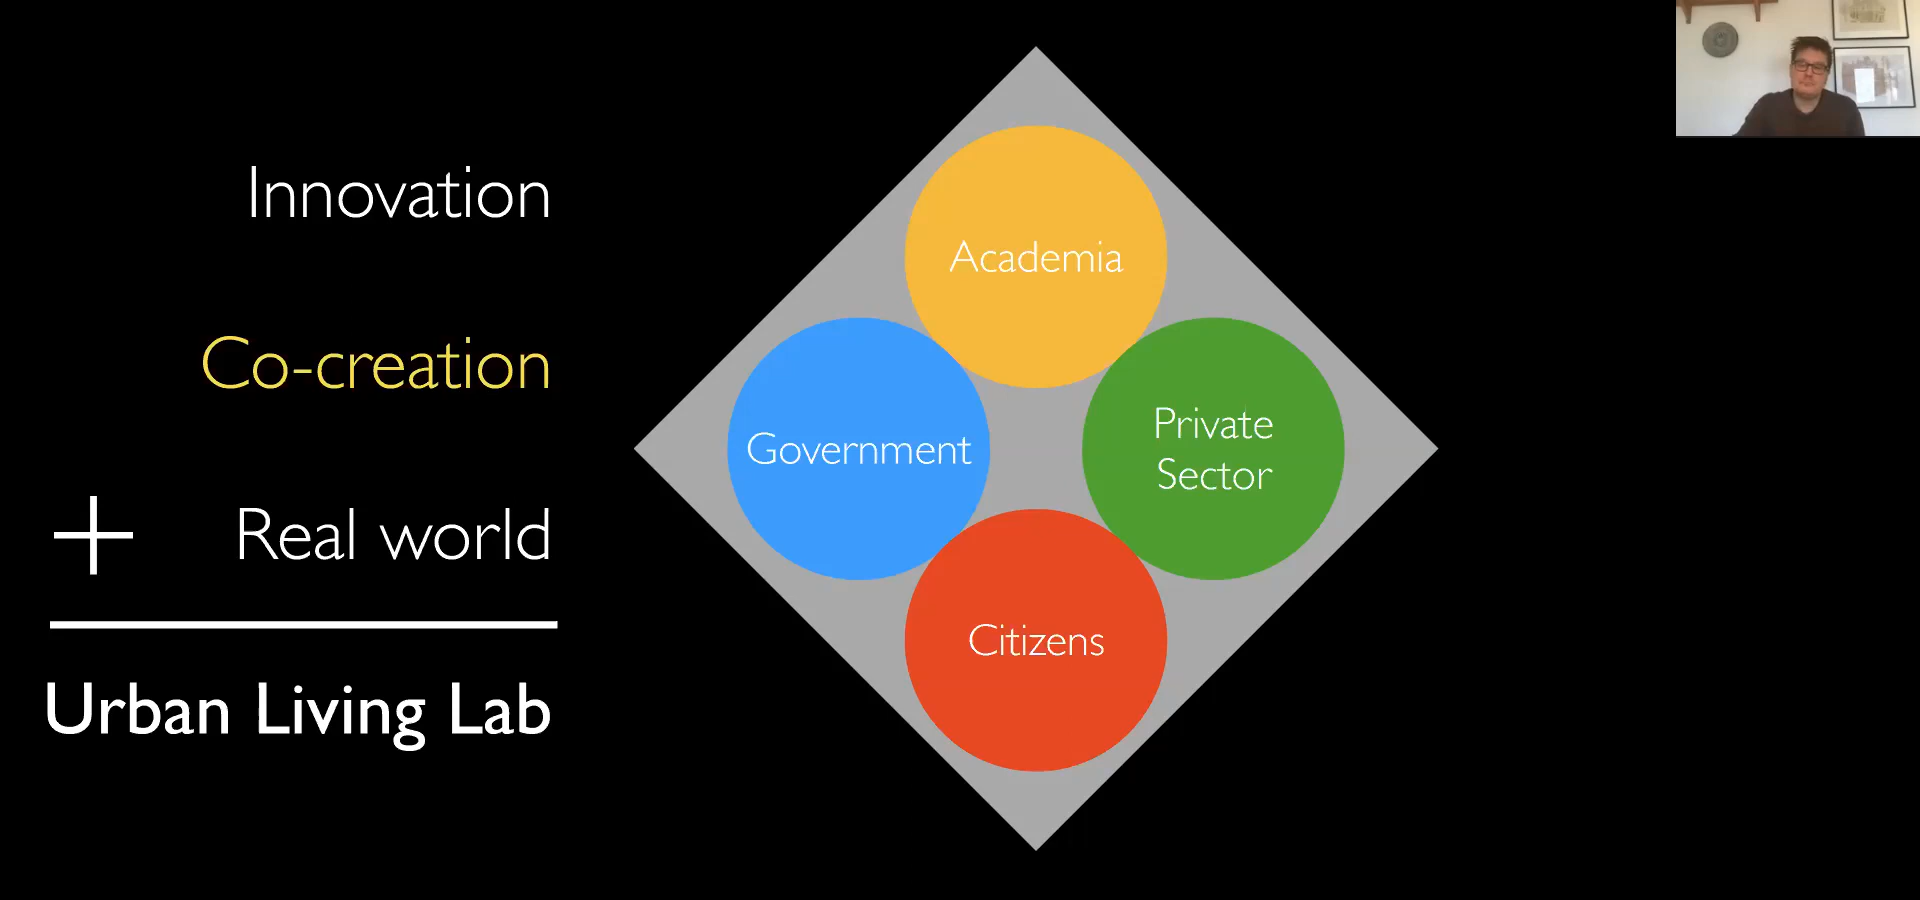 Innovation
Co-creation
+ Real world
Urban Living Lab
Academia
Government
Private
Sector
Citizens